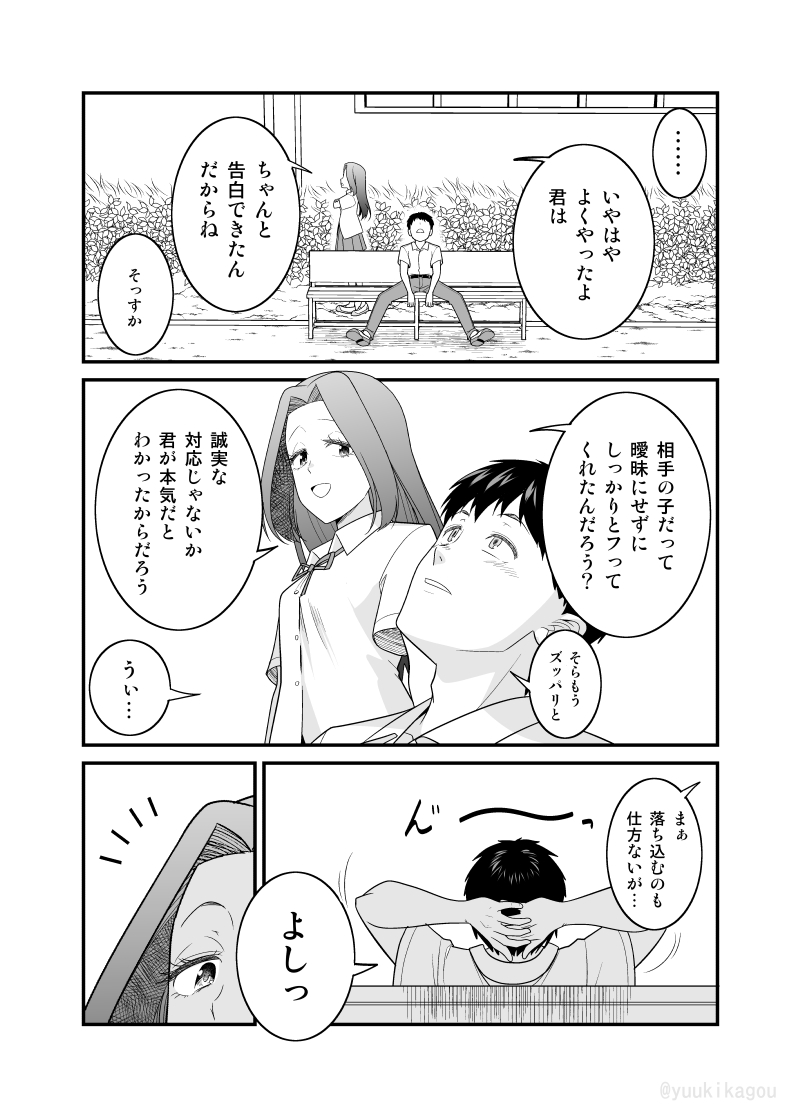 ……
いやはや
よくやったよ
君は
ちゃんと
告白できたん
だからね
そっすか
相手の子だって
曖昧にせずに
しっかりとフって
くれたんだろう?
そらもう
ズッパリと
誠実な
対応じゃないか
君が本気だと
わかったからだろう
うぃ…
まぁ
落ち込むのも
仕方ないが…
ん〜っ
よしっ
@yuukikagou